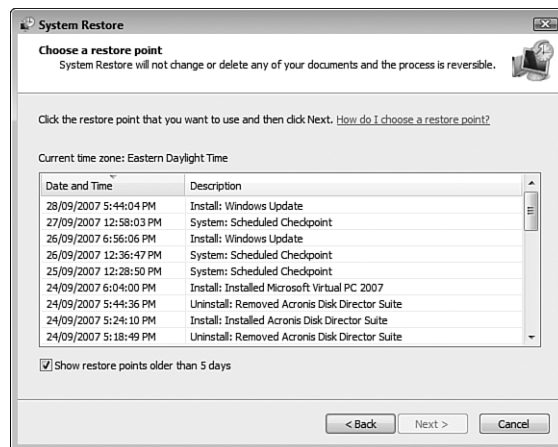 System Restore
Choose a restore point
System Restore will not change or delete any of your documents and the process is reversible.
Click the restore point that you want to use and then click Next. How do I choose a restore point?
Current time zone: Eastern Daylight Time
Date and Time Description
28/09/2007 5:44:04 PM Install: Windows Update
27/09/2007 12:58:03 PM System: Scheduled Checkpoint
26/09/2007 6:56:06 PM Install: Windows Update
26/09/2007 12:36:47 PM System: Scheduled Checkpoint
25/09/2007 12:28:50 PM System: Scheduled Checkpoint
24/09/2007 6:04:00 PM Install: Installed Microsoft Virtual PC 2007
24/09/2007 5:44:36 PM Uninstall: Removed Acronis Disk Director Suite
24/09/2007 5:24:10 PM Install: Installed Acronis Disk Director Suite
24/09/2007 5:18:49 PM Uninstall: Removed Acronis Disk Director Suite
Show restore points older than 5 days
< Back Next > Cancel